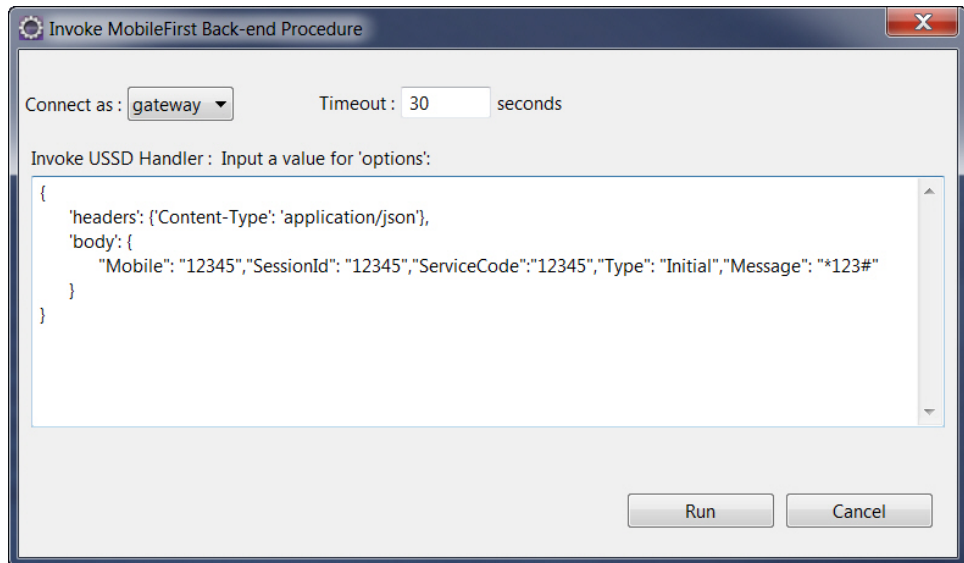 Invoke MobileFirst Back-end Procedure
Connect as : gateway Timeout : 30 seconds
Invoke USSD Handler : Input a value for 'options':
{
'headers': {'Content-Type': 'application/json'},
'body': {
"Mobile": "12345","SessionId": "12345","ServiceCode":"12345","Type": "Initial","Message": "*123#"
}
}
Run Cancel